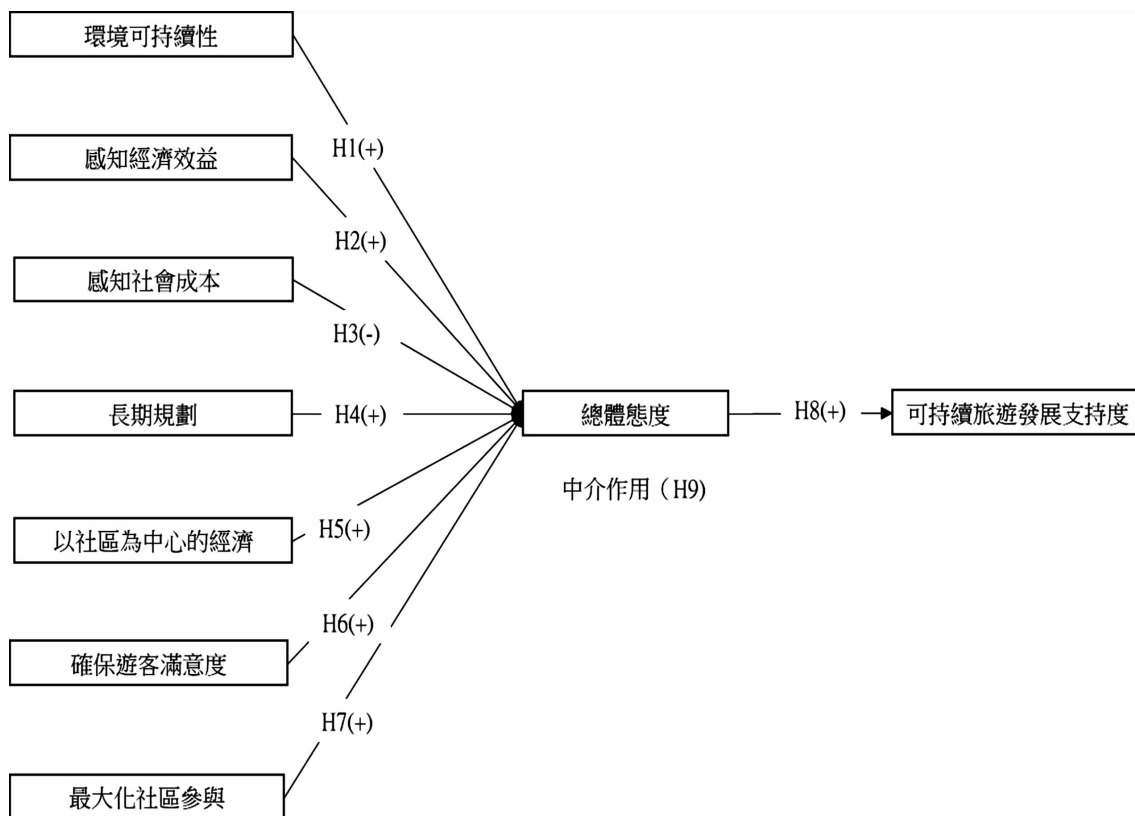 環境可持續性
H1(+)
感知經濟效益
H2(+)
感知社會成本
H3(-)
長期規劃
H4(+)
總體態度
H8(+)
可持續旅遊發展支持度
中介作用（H9)
以社區為中心的經濟
H5(+)
確保遊客滿意度
H6(+)
H7(+)
最大化社區參與